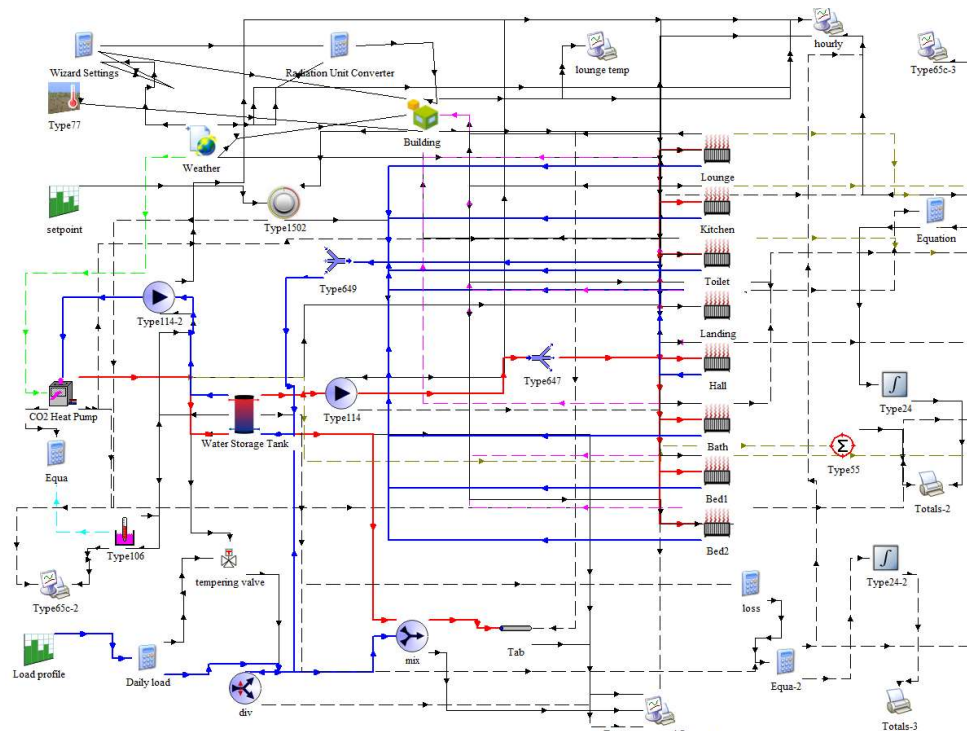 Wizard Settings
Radiation Unit Converter
lounge temp
hourly
Type65c-3
Type77
Building
Weather
Lounge
setpoint
Type1502
Kitchen
Equation
Type649
Toilet
Type114-2
Landing
Type647
Hall
CO2 Heat Pump
Water Storage Tank
Type114
Type24
Bath
Equa
Type55
Bed1
Totals-2
Type106
Bed2
tempering valve
Type65c-2
loss
Type24-2
Load profile
Daily load
mix
Tab
Equa-2
div
Totals-3